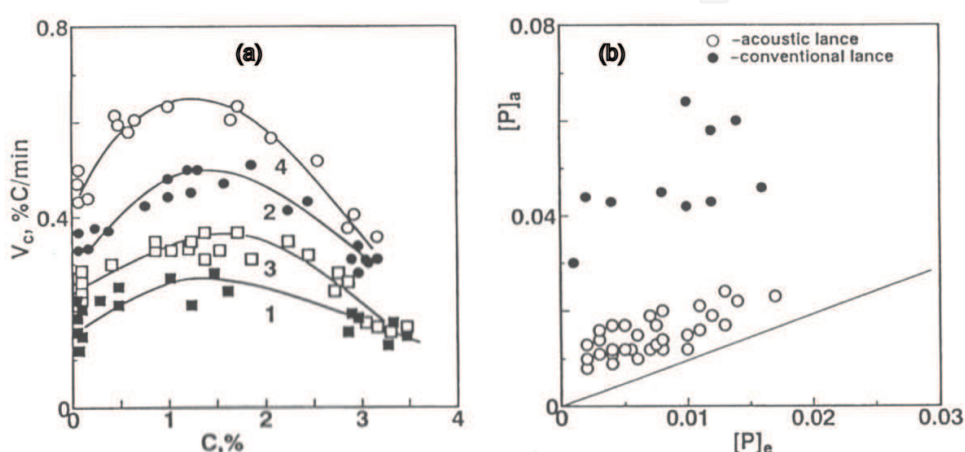 (a)
0.8
0.4
0
V_C, %C/min
4
2
3
1
0 1 2 3 4
C,%
(b)
○ -acoustic lance
● -conventional lance
0.08
0.04
0
[P]_a
0 0.01 0.02 0.03
[P]_e